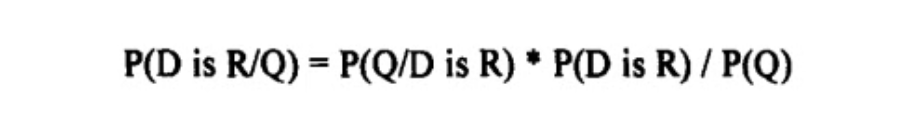 P(D is R/Q) = P(Q/D is R) * P(D is R) / P(Q)